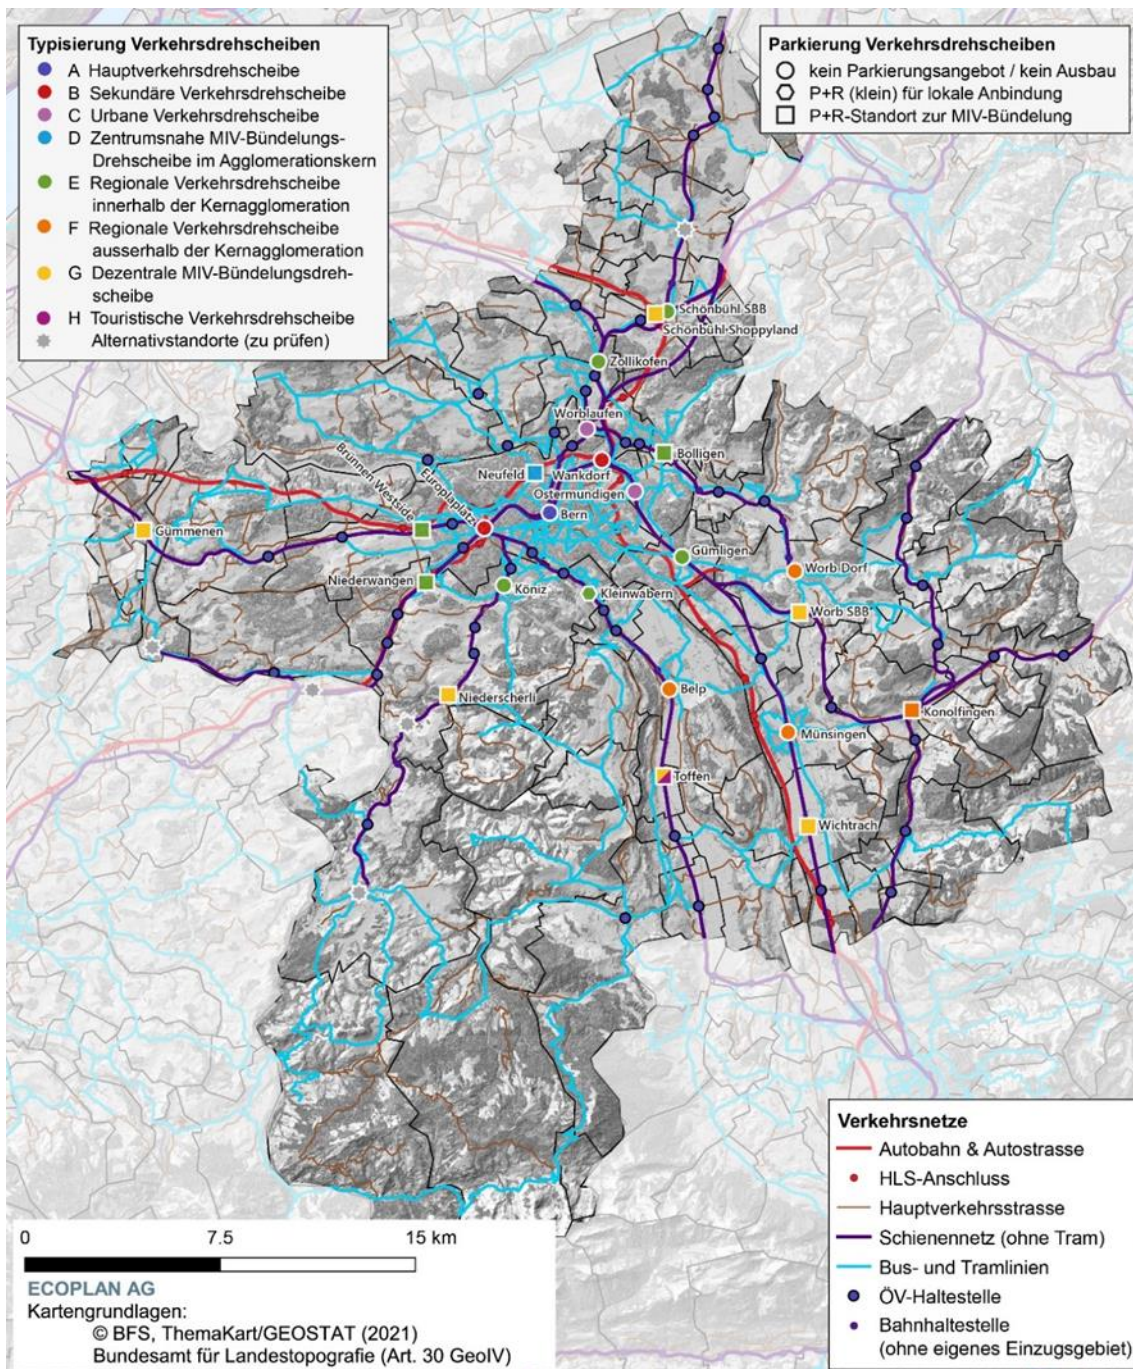 Typisierung Verkehrsdrehscheiben
A Hauptverkehrsdrehscheibe
B Sekundäre Verkehrsdrehscheibe
C Urbane Verkehrsdrehscheibe
D Zentrumsnahe MIV-Bündelungs-
Drehscheibe im Agglomerationskern
E Regionale Verkehrsdrehscheibe
innerhalb der Kernagglomeration
F Regionale Verkehrsdrehscheibe
ausserhalb der Kernagglomeration
G Dezentrale MIV-Bündelungsdreh-
scheibe
H Touristische Verkehrsdrehscheibe
Alternativstandorte (zu prüfen)
Parkierung Verkehrsdrehscheiben
kein Parkierungsangebot / kein Ausbau
P+R (klein) für lokale Anbindung
P+R-Standort zur MIV-Bündelung
Schönbühl SBB
Schönbühl Shoppyland
Zollikofen
Worblaufen
Bolligen
Brünnen Westside
Europlaplatz
Neufeld
Wankdorf
Ostermundigen
Bern
Gümmenen
Gümligen
Worb Dorf
Niederwangen
Köniz
Kleinwabern
Worb SBB
Niederscherli
Belp
Konolfingen
Münsingen
Toffen
Wichtrach
0 7.5 15 km
ECOPLAN AG
Kartengrundlagen:
© BFS, ThemaKart/GEOSTAT (2021)
Bundesamt für Landestopografie (Art. 30 GeoIV)
Verkehrsnetze
Autobahn & Autostrasse
HLS-Anschluss
Hauptverkehrsstrasse
Schienennetz (ohne Tram)
Bus- und Tramlinien
ÖV-Haltestelle
Bahnhaltestelle
(ohne eigenes Einzugsgebiet)